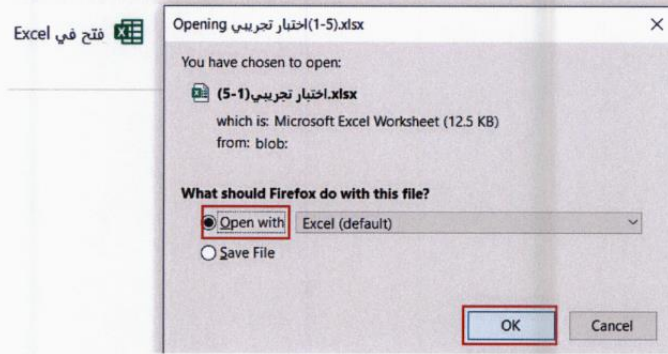 فتح في Excel
Opening اختبار تجريبي(1-5).xlsx
You have chosen to open:
اختبار تجريبي(1-5).xlsx
which is: Microsoft Excel Worksheet (12.5 KB)
from: blob:
What should Firefox do with this file?
Open with Excel (default)
Save File
OK Cancel